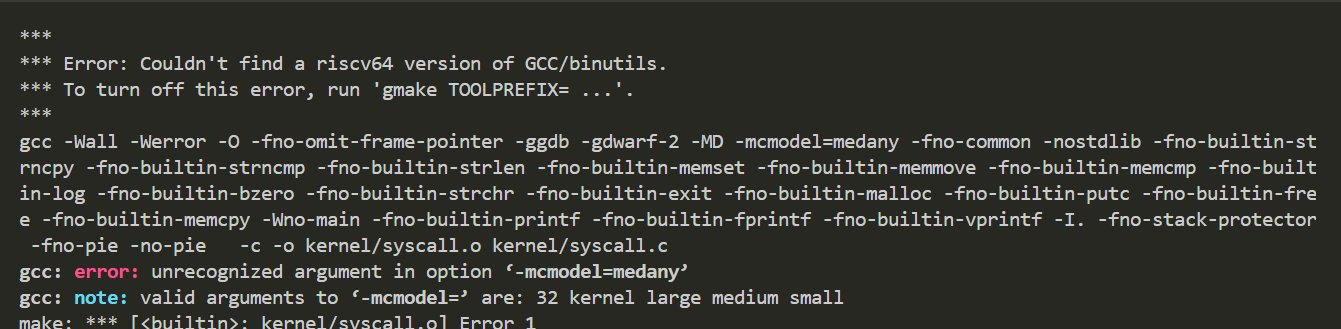 ***
*** Error: Couldn't find a riscv64 version of GCC/binutils.
*** To turn off this error, run 'gmake TOOLPREFIX= ...'.
***
gcc -Wall -Werror -O -fno-omit-frame-pointer -ggdb -gdwarf-2 -MD -mcmodel=medany -fno-common -nostdlib -fno-builtin-st
rncpy -fno-builtin-strncmp -fno-builtin-strlen -fno-builtin-memset -fno-builtin-memmove -fno-builtin-memcmp -fno-built
in-log -fno-builtin-bzero -fno-builtin-strchr -fno-builtin-exit -fno-builtin-malloc -fno-builtin-putc -fno-builtin-fre
e -fno-builtin-memcpy -Wno-main -fno-builtin-printf -fno-builtin-fprintf -fno-builtin-vprintf -I. -fno-stack-protector
 -fno-pie -no-pie   -c -o kernel/syscall.o kernel/syscall.c
gcc: error: unrecognized argument in option ‘-mcmodel=medany’
gcc: note: valid arguments to ‘-mcmodel=’ are: 32 kernel large medium small
make: *** [<builtin>: kernel/syscall.o] Error 1